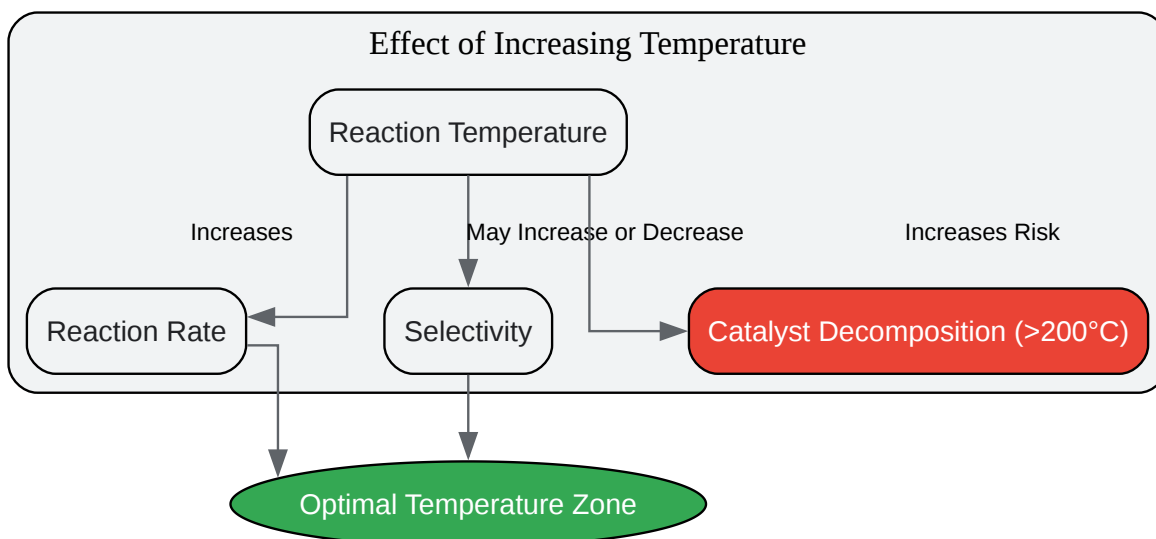 Effect of Increasing Temperature
Reaction Temperature
Increases
May Increase or Decrease
Increases Risk
Reaction Rate
Selectivity
Catalyst Decomposition (>200°C)
Optimal Temperature Zone